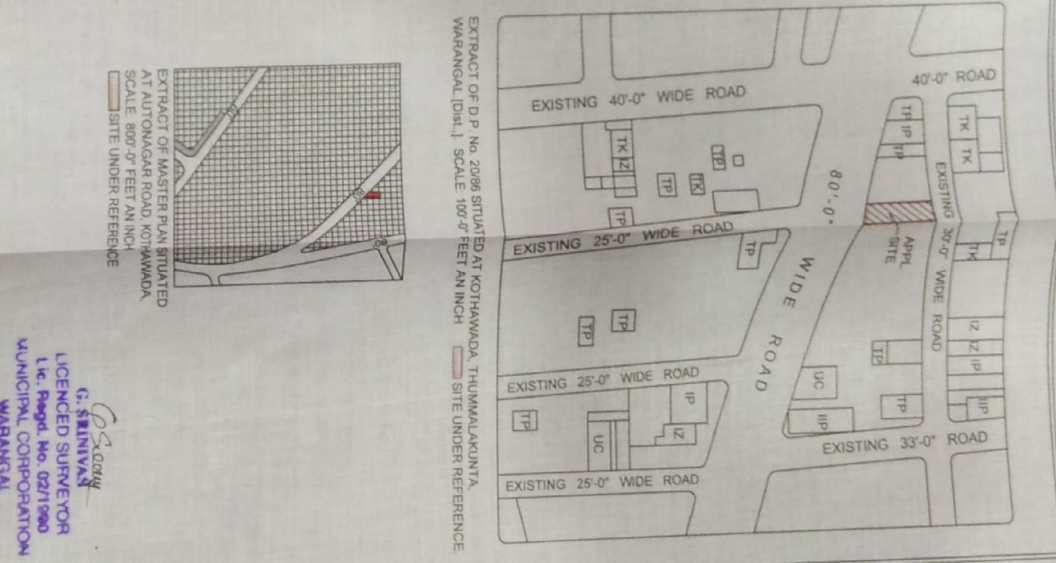 40'-0" ROAD
EXISTING 40'-0" WIDE ROAD
TP
IP
TP
TK
TK
EXISTING 30'-0" WIDE ROAD
APPL
SITE
TP
TK
IZ
IZ
IP
IIP
80'-0" WIDE ROAD
TK
IZ
TP
TK
TP
TP
EXISTING 25'-0" WIDE ROAD
TP
TP
TP
TP
UC
TP
IIP
EXISTING 33'-0" ROAD
EXISTING 25'-0" WIDE ROAD
IP
IZ
TP
UC
EXISTING 25'-0" WIDE ROAD
EXTRACT OF D.P. No. 20/86 SITUATED AT KOTHAWADA, THUMMALAKUNTA,
WARANGAL [Dist.,]. SCALE: 100'-0" FEET AN INCH SITE UNDER REFERENCE
EXTRACT OF MASTER PLAN SITUATED
AT AUTONAGAR ROAD, KOTHAWADA,
SCALE: 800'-0" FEET AN INCH
SITE UNDER REFERENCE
G. SRINIVAS
LICENCED SURVEYOR
Lic. Regd. No. 02/1980
MUNICIPAL CORPORATION
WARANGAL